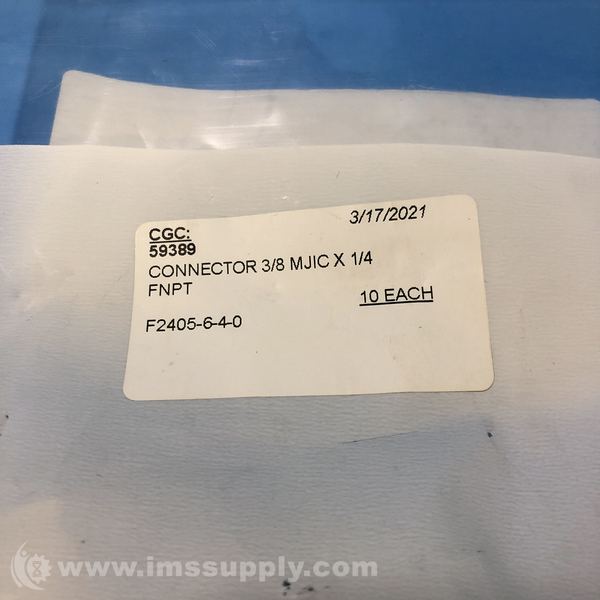 3/17/2021
CGC:
59389
CONNECTOR 3/8 MJIC X 1/4
FNPT
10 EACH
F2405-6-4-0
www.imssupply.com